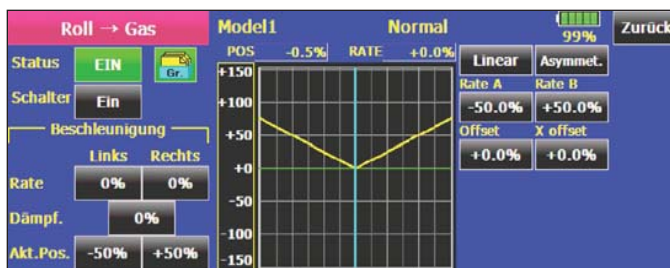 Roll → Gas Model1 Normal 99% Zurück
Status EIN Gr. POS -0.5% RATE +0.0% Linear Asymmet.
Schalter Ein Rate A Rate B
-50.0% +50.0%
Beschleunigung Offset X offset
+0.0% +0.0%
Links Rechts
Rate 0% 0%
Dämpf. 0%
Akt.Pos. -50% +50%
+150
+100
+50
+0
-50
-100
-150